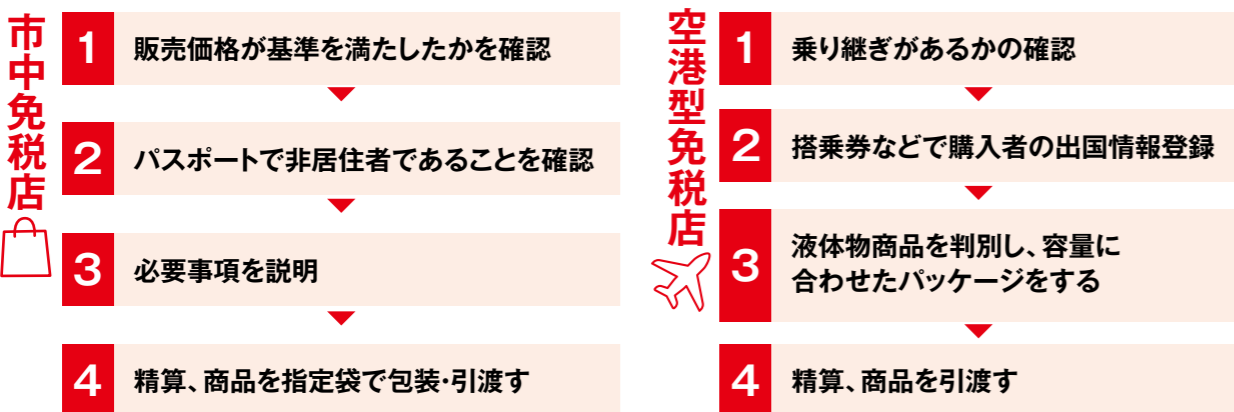 市中免税店
1 販売価格が基準を満たしたかを確認
2 パスポートで非居住者であることを確認
3 必要事項を説明
4 精算、商品を指定袋で包装・引渡す
空港型免税店
1 乗り継ぎがあるかの確認
2 搭乗券などで購入者の出国情報登録
3 液体物商品を判別し、容量に
合わせたパッケージをする
4 精算、商品を引渡す